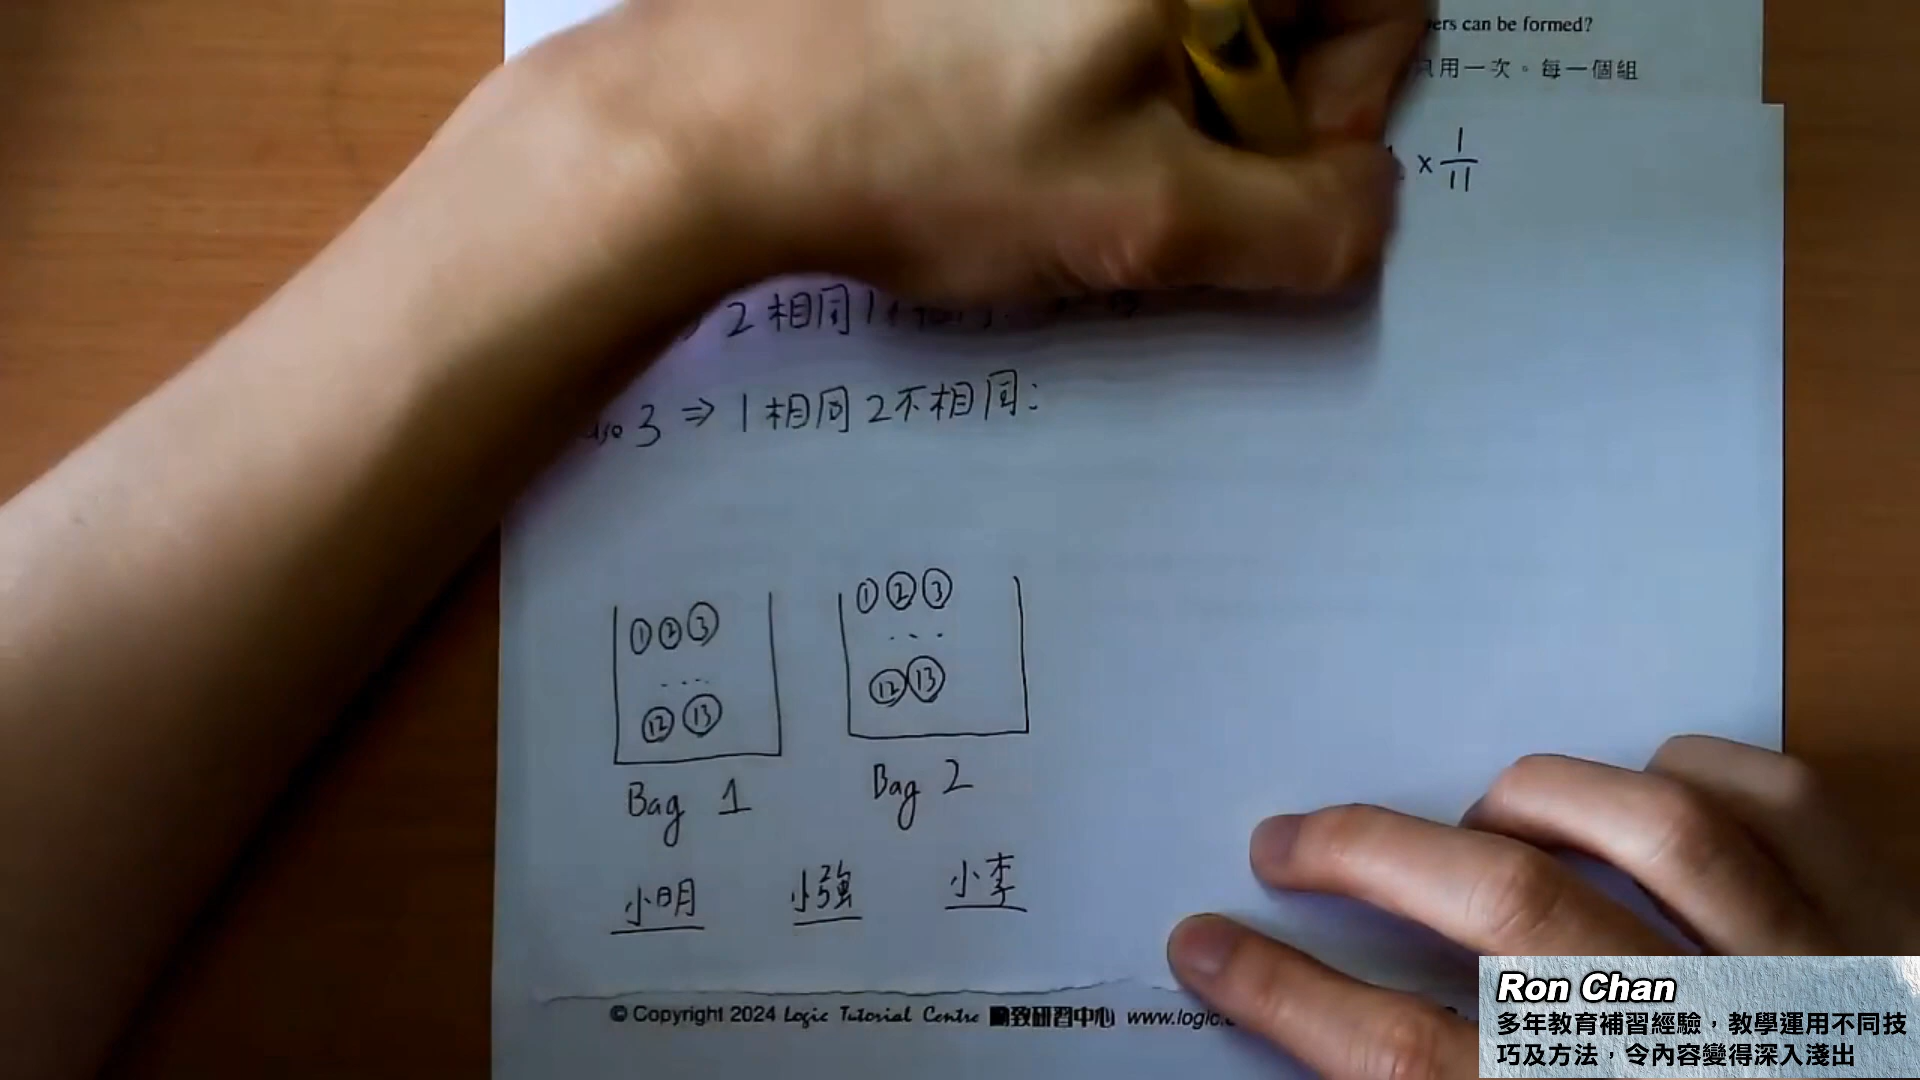 ers can be formed?
用一次。每一個組
× 1/11
2 相同 1
3 ⇒ 1 相同 2 不相同:
① ② ③
① ② ③
...
...
⑫ ⑬
⑫ ⑬
Bag 1
Bag 2
小明 小強 小李
© Copyright 2024 Logic Tutorial Centre 邏致研習中心 www.logic.
Ron Chan
多年教育補習經驗，教學運用不同技
巧及方法，令內容變得深入淺出